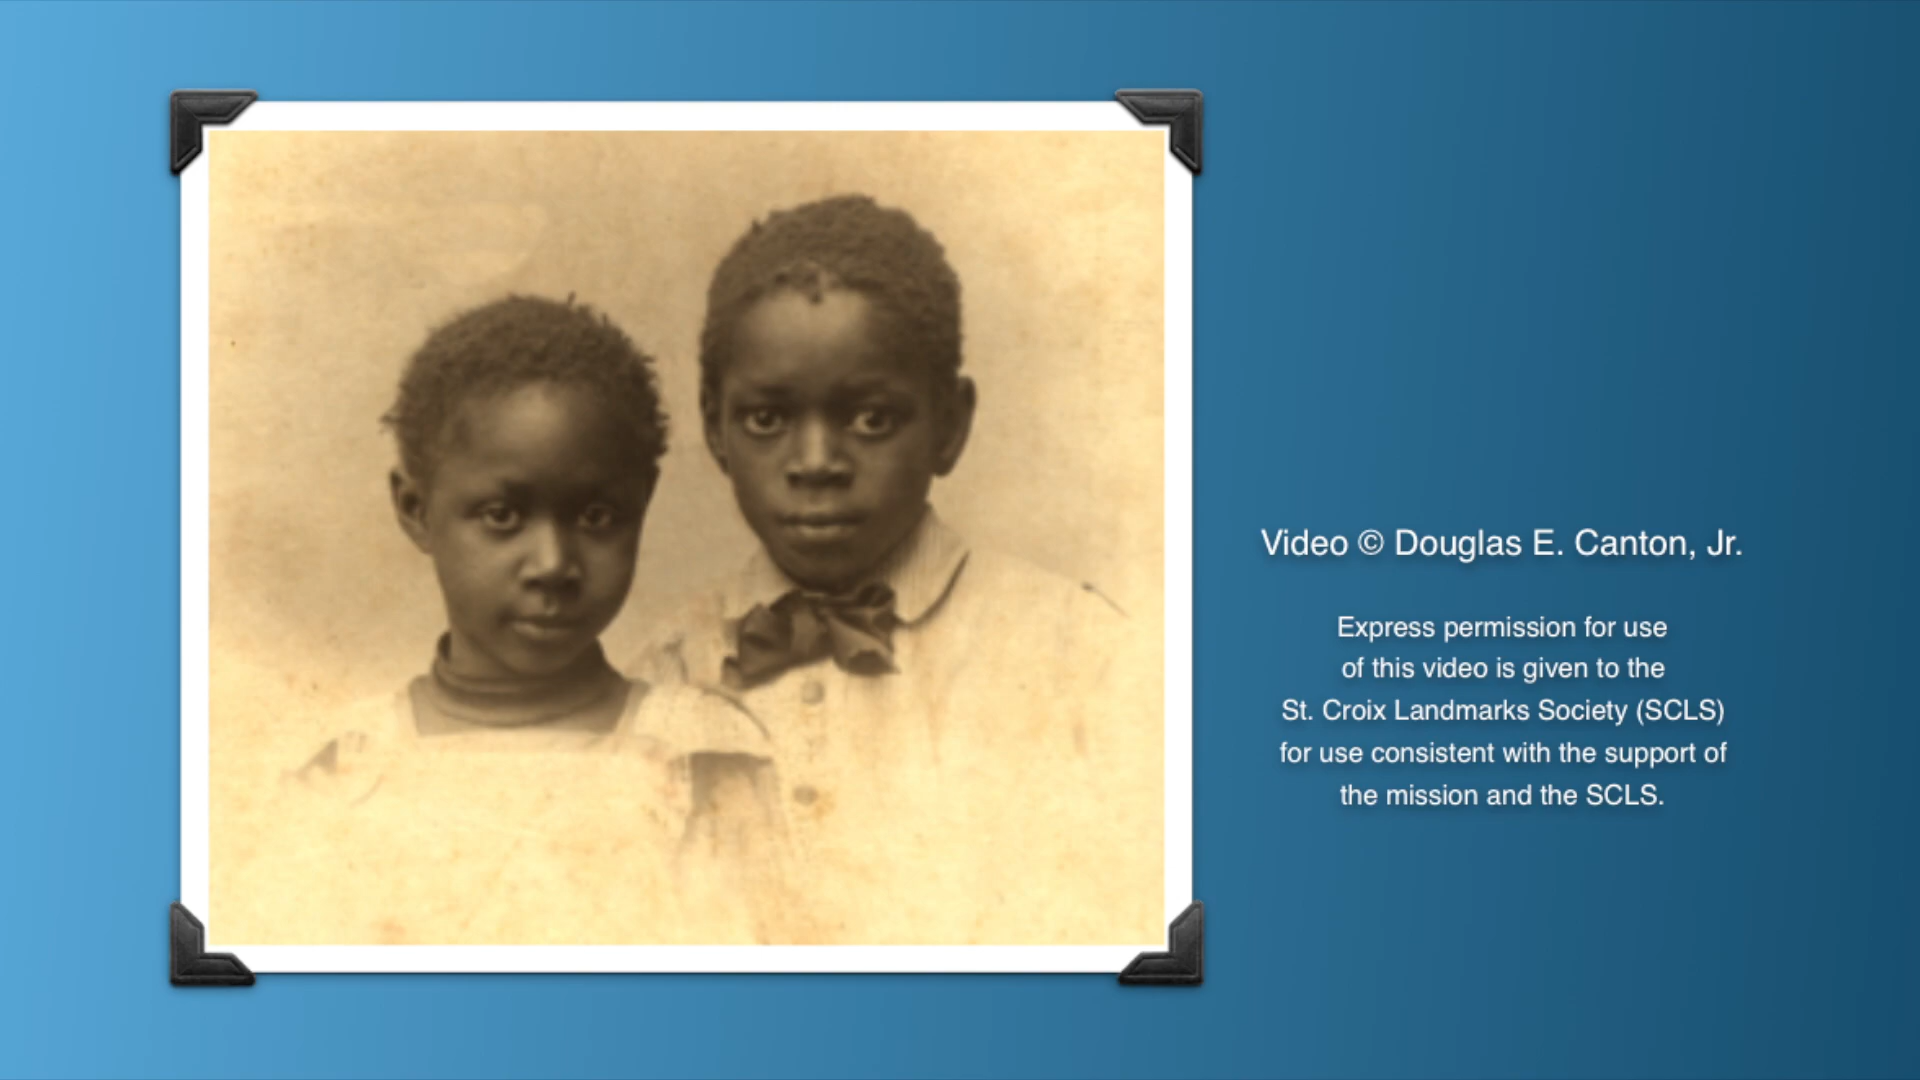 Video © Douglas E. Canton, Jr.
Express permission for use
of this video is given to the
St. Croix Landmarks Society (SCLS)
for use consistent with the support of
the mission and the SCLS.